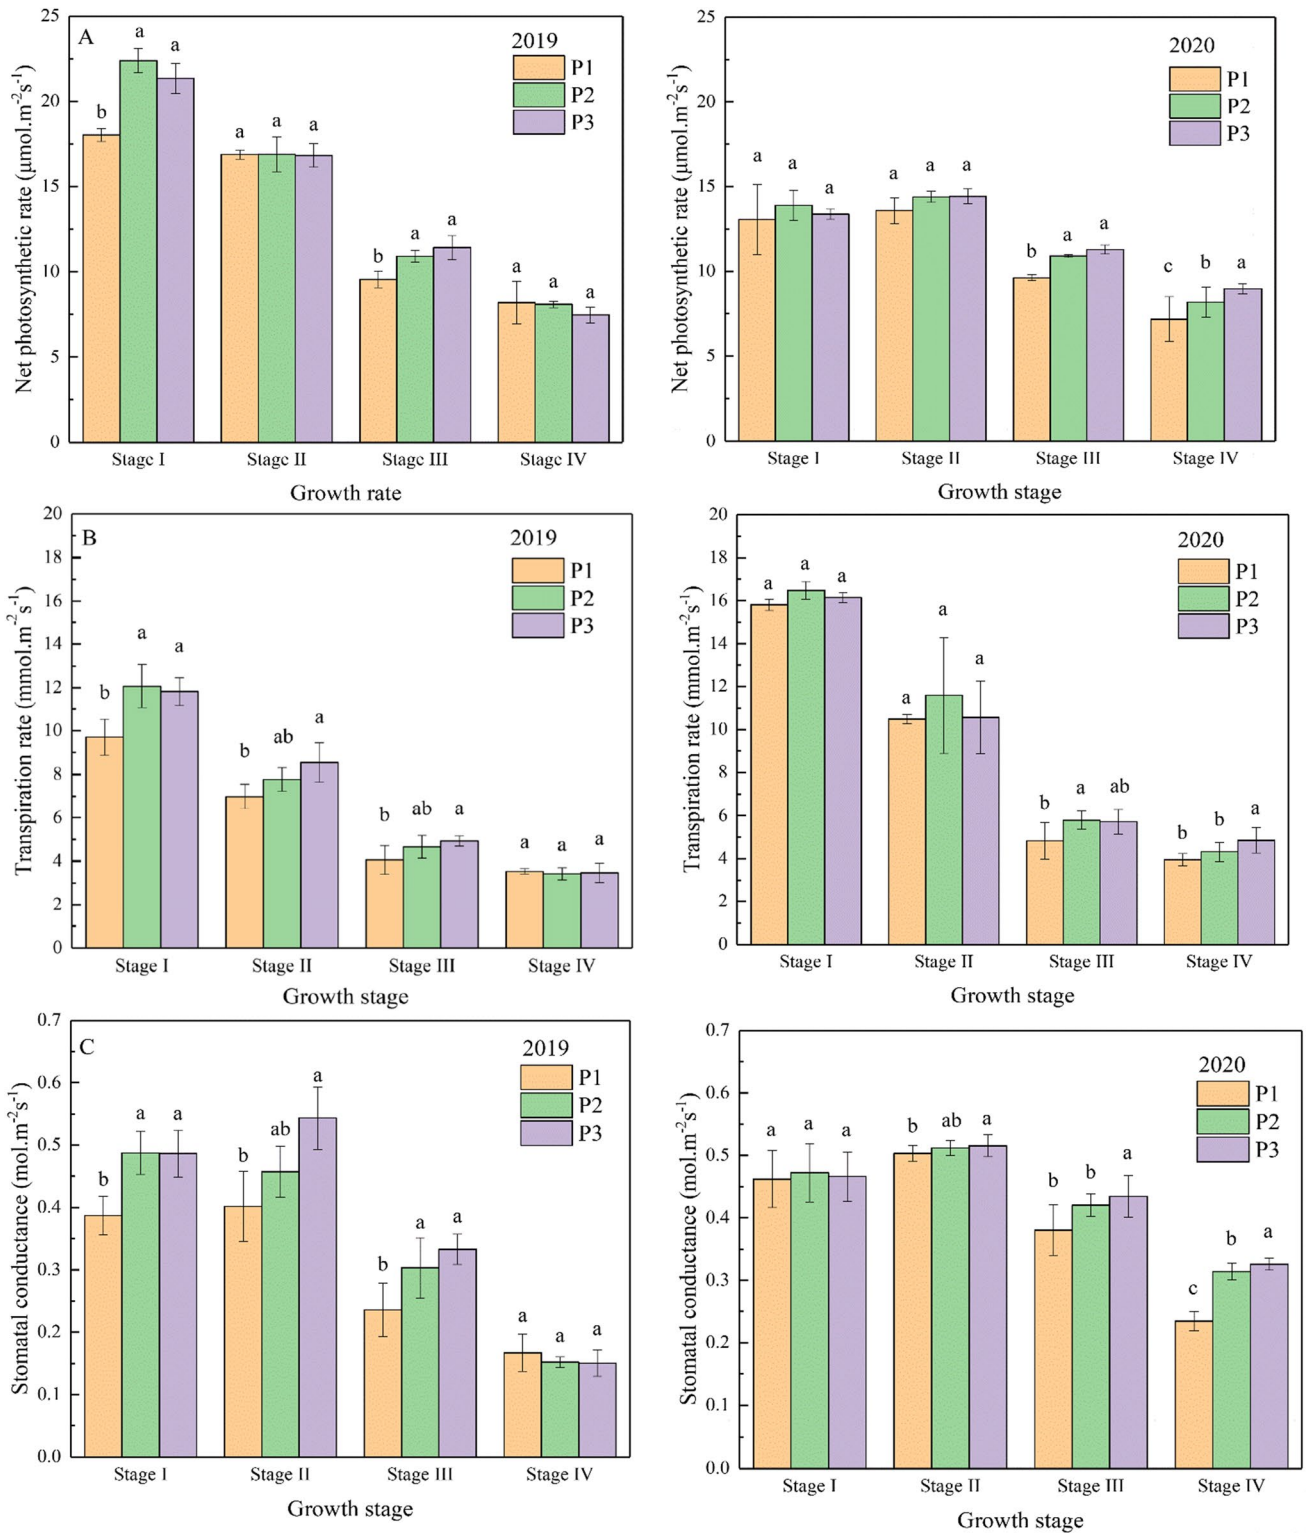 A
2019
P1
P2
P3
25
20
15
10
5
0
Net photosynthetic rate (μmol.m⁻²s⁻¹)
b a a
a a a
b a a
a a a
Stagc I Stagc II Stagc III Stagc IV
Growth rate
2020
P1
P2
P3
25
20
15
10
5
0
Net photosynthetic rate (μmol.m⁻²s⁻¹)
a a a
a a a
b a a
c b a
Stage I Stage II Stage III Stage IV
Growth stage
B
2019
P1
P2
P3
20
18
16
14
12
10
8
6
4
2
0
Transpiration rate (mmol.m⁻²s⁻¹)
b a a
b ab a
b ab a
a a a
Stage I Stage II Stage III Stage IV
Growth stage
2020
P1
P2
P3
20
18
16
14
12
10
8
6
4
2
0
Transpiration rate (mmol.m⁻²s⁻¹)
a a a
a a a
b a ab
b b a
Stage I Stage II Stage III Stage IV
Growth stage
C
2019
P1
P2
P3
0.7
0.6
0.5
0.4
0.3
0.2
0.1
0.0
Stomatal conductance (mol.m⁻²s⁻¹)
b a a
b ab a
b a a
a a a
Stage I Stage II Stage III Stage IV
Growth stage
2020
P1
P2
P3
0.7
0.6
0.5
0.4
0.3
0.2
0.1
0.0
Stomatal conductance (mol.m⁻²s⁻¹)
a a a
b ab a
b b a
c b a
Stage I Stage II Stage III Stage IV
Growth stage